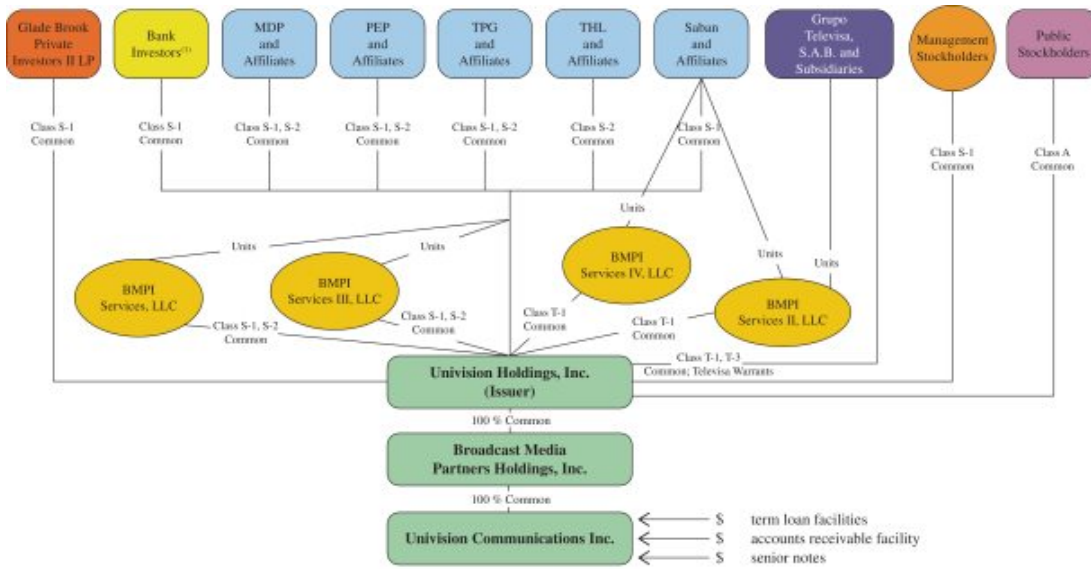 Glade Brook
Private
Investors II LP
Bank
Investors(1)
MDP
and
Affiliates
PEP
and
Affiliates
TPG
and
Affiliates
THL
and
Affiliates
Saban
and
Affiliates
Grupo
Televisa,
S.A.B. and
Subsidiaries
Management
Stockholders
Public
Stockholders
Class S-1
Common
Class S-1
Common
Class S-1, S-2
Common
Class S-1, S-2
Common
Class S-1, S-2
Common
Class S-2
Common
Class S-1
Common
Class S-1
Common
Class A
Common
Units
Units
Units
Units
Units
BMPI
Services, LLC
BMPI
Services III, LLC
BMPI
Services IV, LLC
BMPI
Services II, LLC
Class S-1, S-2
Common
Class S-1, S-2
Common
Class T-1
Common
Class T-1
Common
Class T-1, T-3
Common; Televisa Warrants
Univision Holdings, Inc.
(Issuer)
100 % Common
Broadcast Media
Partners Holdings, Inc.
100 % Common
Univision Communications Inc.
$ term loan facilities
$ accounts receivable facility
$ senior notes